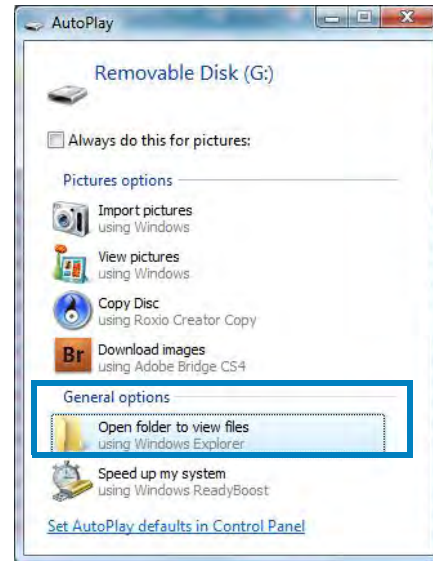 AutoPlay
Removable Disk (G:)
Always do this for pictures:
Pictures options
Import pictures
using Windows
View pictures
using Windows
Copy Disc
using Roxio Creator Copy
Br
Download images
using Adobe Bridge CS4
General options
Open folder to view files
using Windows Explorer
Speed up my system
using Windows ReadyBoost
Set AutoPlay defaults in Control Panel